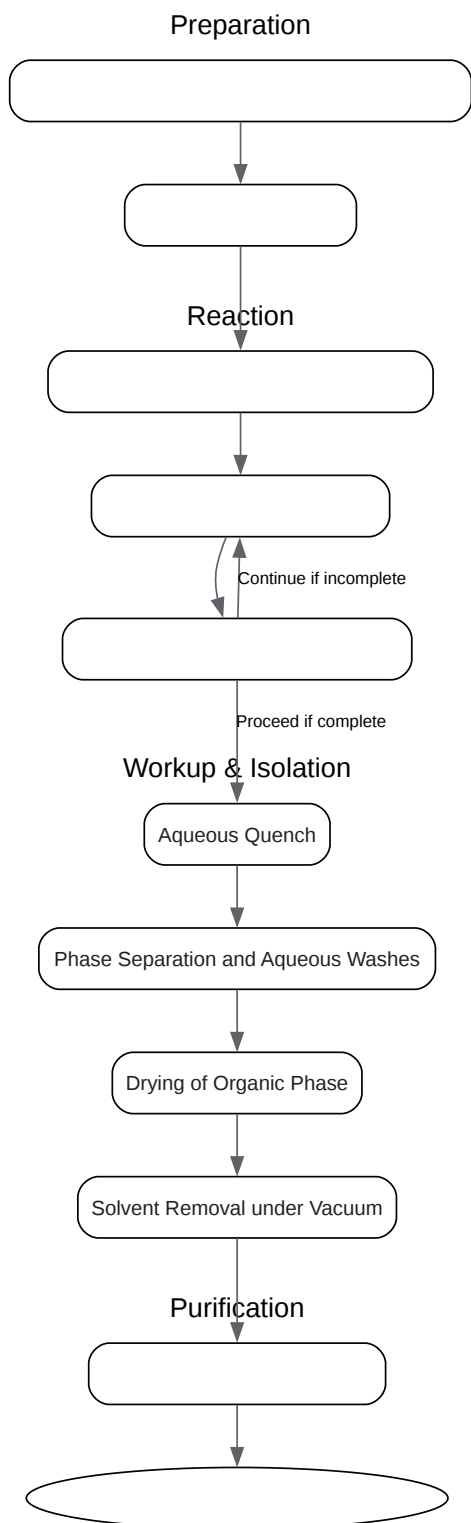 Preparation
Reaction
Continue if incomplete
Proceed if complete
Workup & Isolation
Aqueous Quench
Phase Separation and Aqueous Washes
Drying of Organic Phase
Solvent Removal under Vacuum
Purification